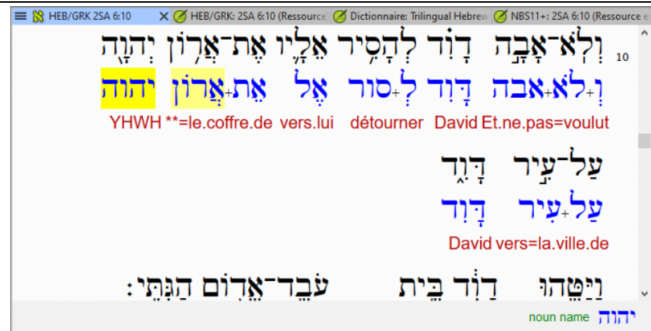 HEB/GRK 2SA 6:10 HEB/GRK: 2SA 6:10 (Ressource Dictionnaire: Trilingual Hebrew NBS11+: 2SA 6:10 (Ressource e
10 וְלֹֽא־אָבָ֣ה דָוִ֗ד לְהָסִ֥יר אֵלָ֛יו אֶת־אֲר֥וֹן יְהוָ֖ה
וְ+לֹא+אבה דָּוִד לְ+סור אֶל אֵת+אֲרוֹן יהוה
YHWH **=le.coffre.de vers.lui détourner David Et.ne.pas=voulut
עַל־עִ֣יר דָּוִ֑ד
עַל+עִיר דָּוִד
David vers=la.ville.de
וַיַּטֵּ֣הוּ דָוִ֔ד בֵּ֥ית עֹבֵֽד־אֱד֖וֹם הַגִּתִּֽי׃
noun name יהוה